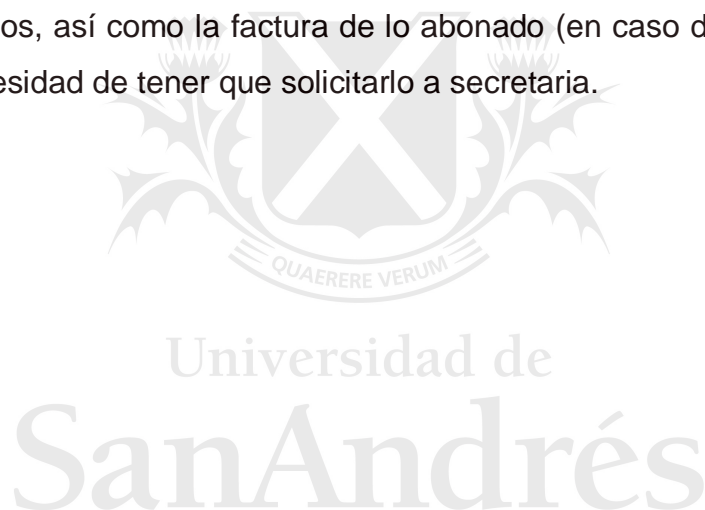 os, así como la factura de lo abonado (en caso d
esidad de tener que solicitarlo a secretaria.
QUAERERE VERUM
Universidad de
SanAndrés